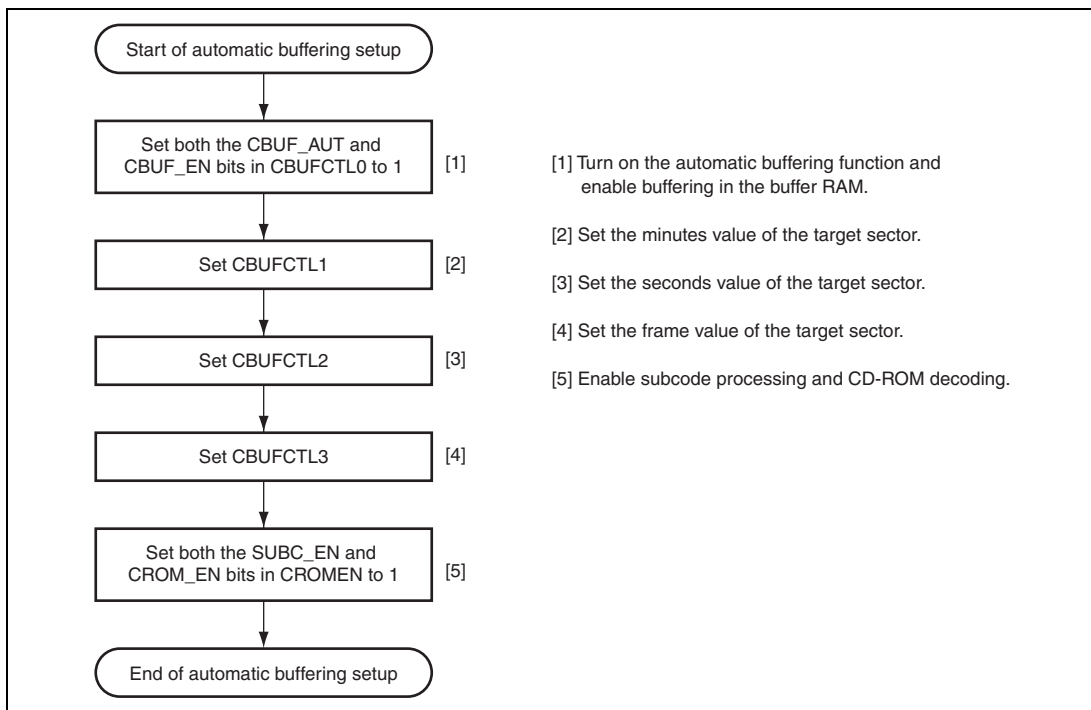 Start of automatic buffering setup
Set both the CBUF_AUT and
CBUF_EN bits in CBUFCTL0 to 1
[1]
Set CBUFCTL1
[2]
Set CBUFCTL2
[3]
Set CBUFCTL3
[4]
Set both the SUBC_EN and
CROM_EN bits in CROMEN to 1
[5]
End of automatic buffering setup
[1] Turn on the automatic buffering function and
enable buffering in the buffer RAM.
[2] Set the minutes value of the target sector.
[3] Set the seconds value of the target sector.
[4] Set the frame value of the target sector.
[5] Enable subcode processing and CD-ROM decoding.